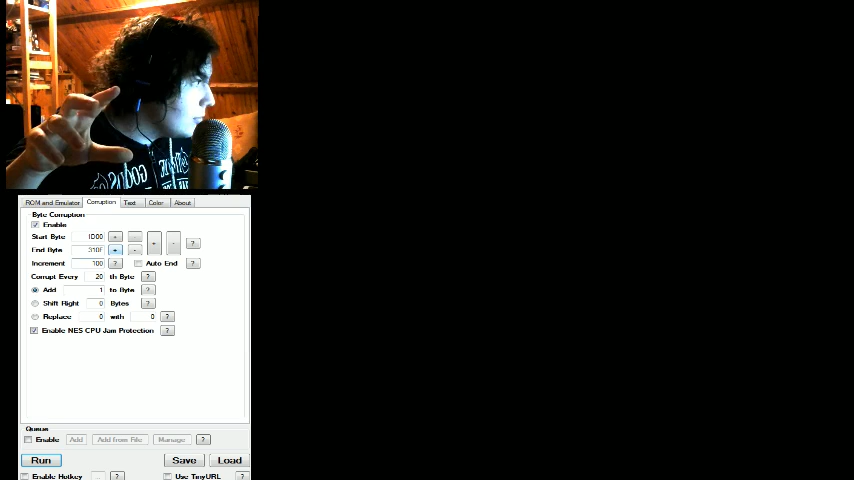 ROM and Emulator Corruption Text Color About
Byte Corruption
Enable
Start Byte 1D00 + - + - ?
End Byte 310F + -
Increment 100 ? Auto End ?
Corrupt Every 20 th Byte ?
Add 1 to Byte ?
Shift Right 0 Bytes ?
Replace 0 with 0 ?
Enable NES CPU Jam Protection ?
Queue
Enable Add Add from File Manage ?
Run Save Load
Enable Hotkey ... ? Use TinyURL ?